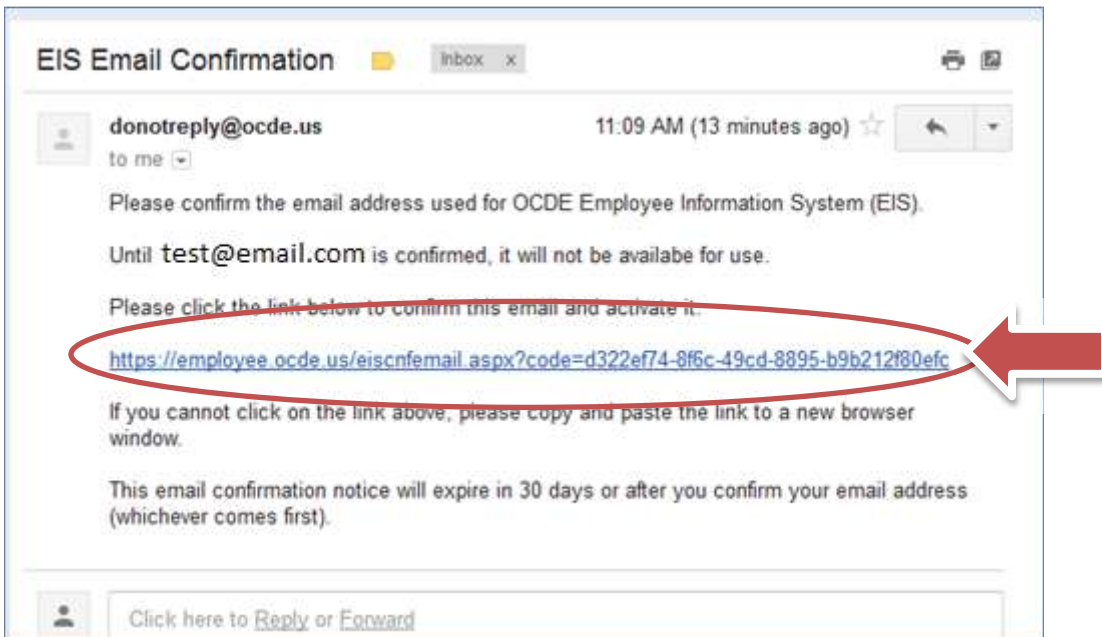 EIS Email Confirmation Inbox x
donotreply@ocde.us 11:09 AM (13 minutes ago)
to me
Please confirm the email address used for OCDE Employee Information System (EIS).
Until test@email.com is confirmed, it will not be availabe for use.
Please click the link below to confirm this email and activate it.
https://employee.ocde.us/eiscnfemail.aspx?code=d322ef74-8f6c-49cd-8895-b9b212f80efc
If you cannot click on the link above, please copy and paste the link to a new browser
window.
This email confirmation notice will expire in 30 days or after you confirm your email address
(whichever comes first).
Click here to Reply or Forward